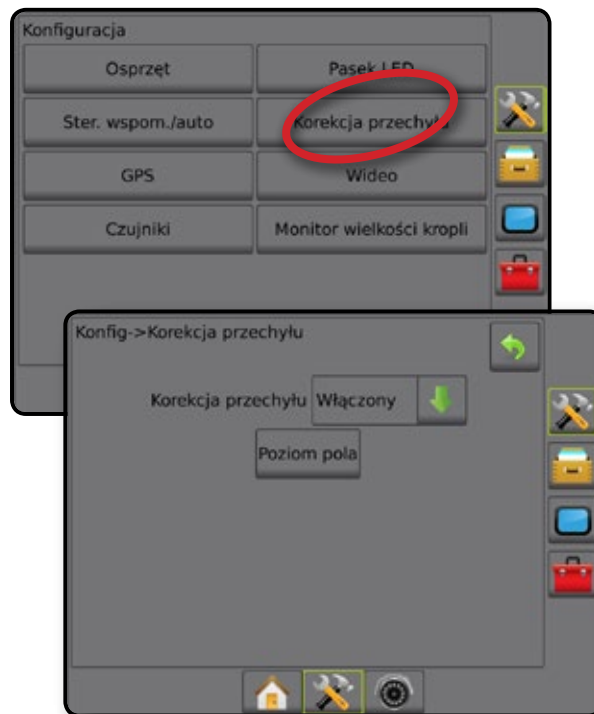 Konfiguracja
Osprzęt
Pasek LED
Ster. wspom./auto
Korekcja przechyłu
GPS
Wideo
Czujniki
Monitor wielkości kropli
Konfig->Korekcja przechyłu
Korekcja przechyłu Włączony
Poziom pola